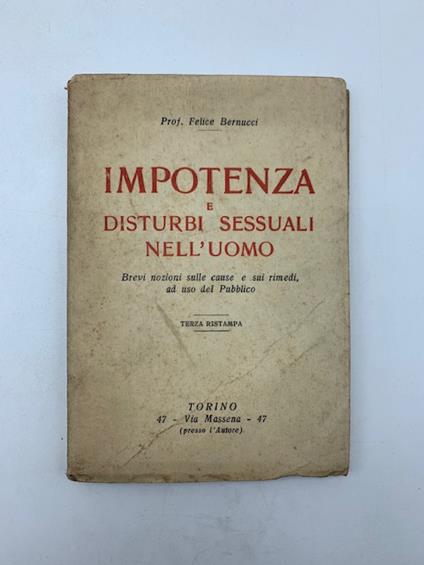 Prof. Felice Bernucci
IMPOTENZA
E
DISTURBI SESSUALI
NELL'UOMO
Brevi nozioni sulle cause e sui rimedi,
ad uso del Pubblico
TERZA RISTAMPA
TORINO
47 - Via Massena - 47
(presso l'Autore)